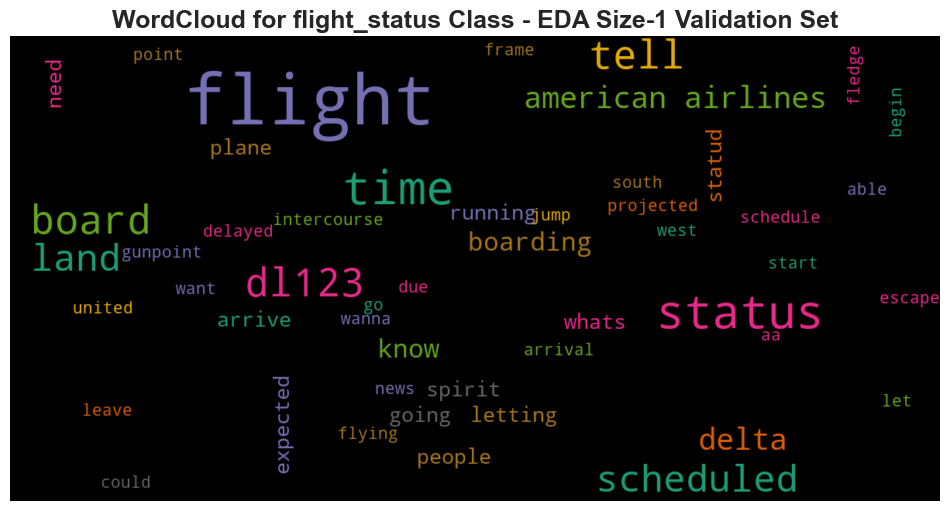 WordCloud for flight_status Class - EDA Size-1 Validation Set
need
point
frame
tell
fledge
flight
american airlines
begin
plane
statud
time
south
able
board
running
jump
projected
schedule
intercourse
delayed
west
boarding
land
gunpoint
start
dl123
want
due
escape
united
go
status
arrive
wanna
whats
aa
know
arrival
expected
news
spirit
let
leave
going
letting
flying
delta
people
scheduled
could